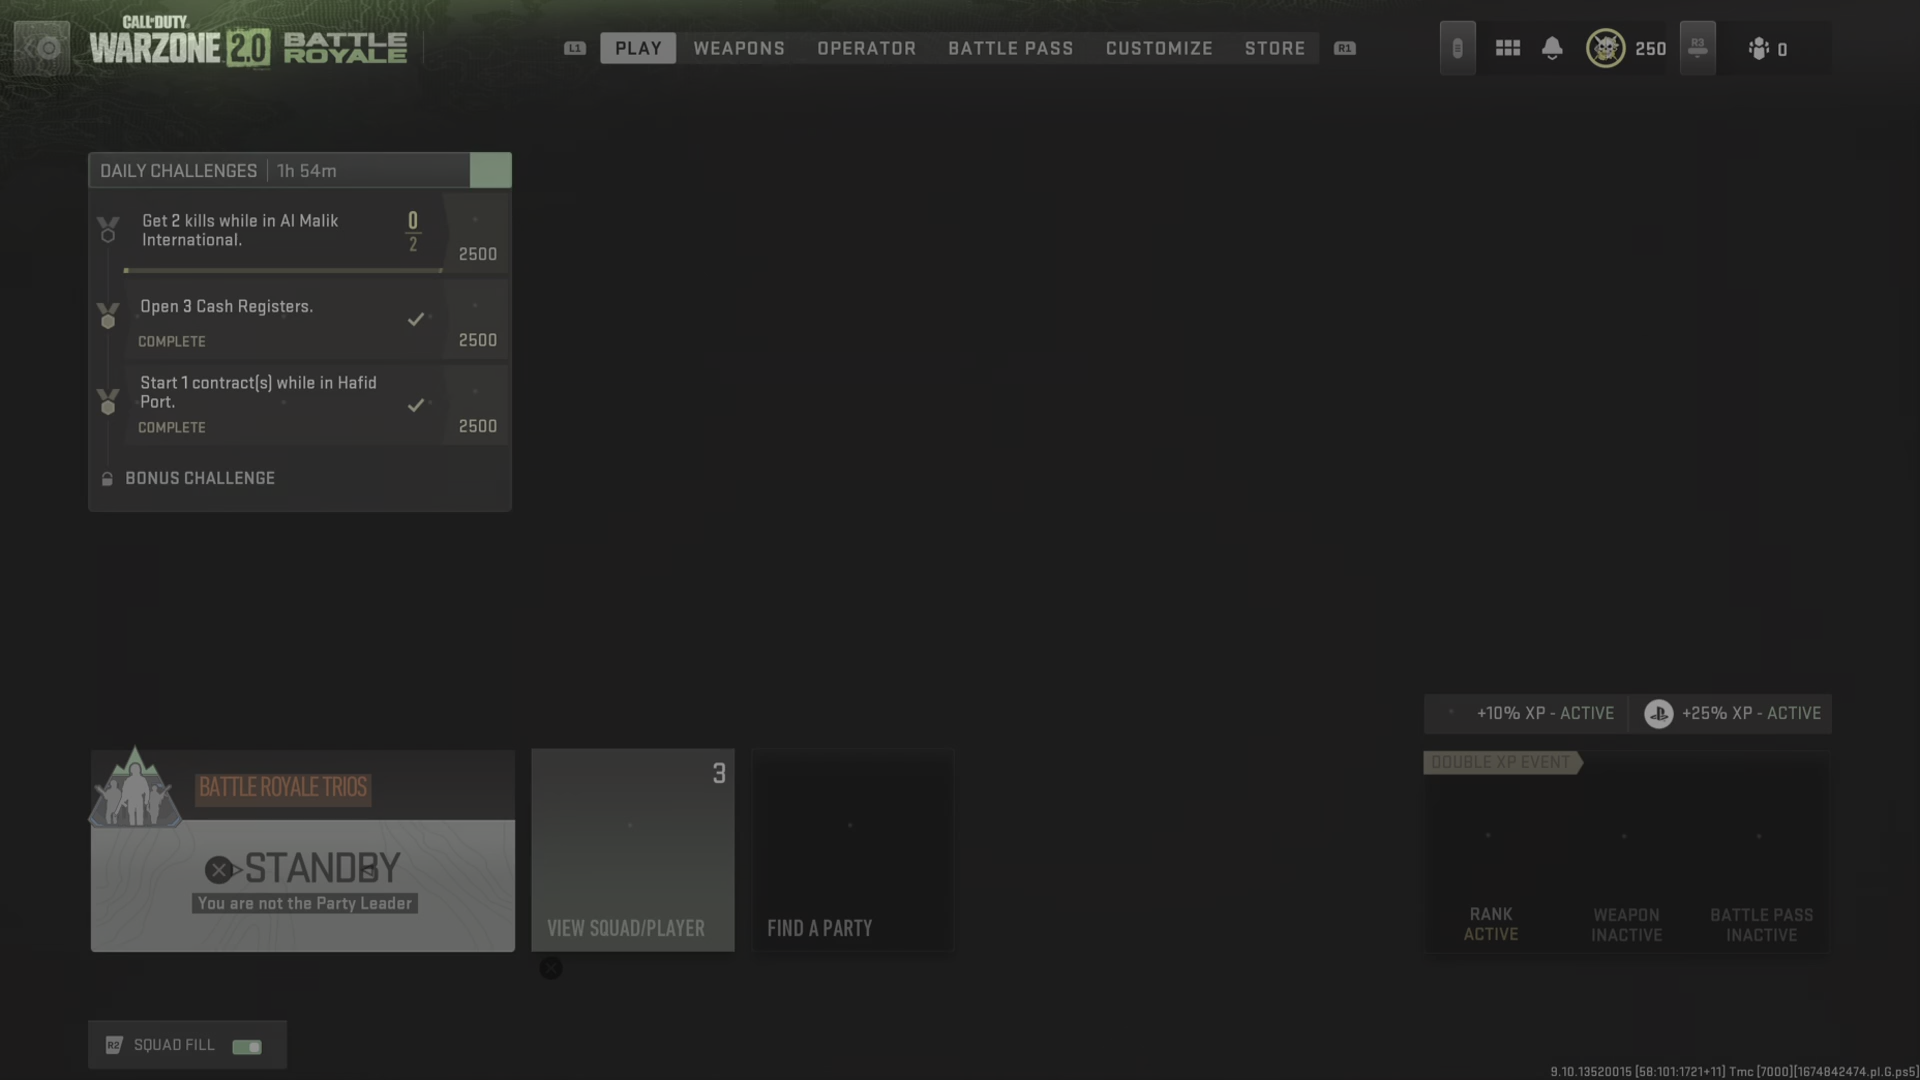 CALL OF DUTY
WARZONE 2.0 BATTLE ROYALE
L1 PLAY WEAPONS OPERATOR BATTLE PASS CUSTOMIZE STORE R1
250 R3 0
DAILY CHALLENGES 1h 54m
Get 2 kills while in Al Malik
International.
0
2
2500
Open 3 Cash Registers.
COMPLETE
2500
Start 1 contract(s) while in Hafid
Port.
COMPLETE
2500
BONUS CHALLENGE
+10% XP - ACTIVE +25% XP - ACTIVE
BATTLE ROYALE TRIOS
STANDBY
You are not the Party Leader
3
VIEW SQUAD/PLAYER
FIND A PARTY
DOUBLE XP EVENT
RANK
ACTIVE
WEAPON
INACTIVE
BATTLE PASS
INACTIVE
R2 SQUAD FILL
9.10.13520015 [58:101:1721+11] Tmc [7000][1674842474.pl.G.ps5]